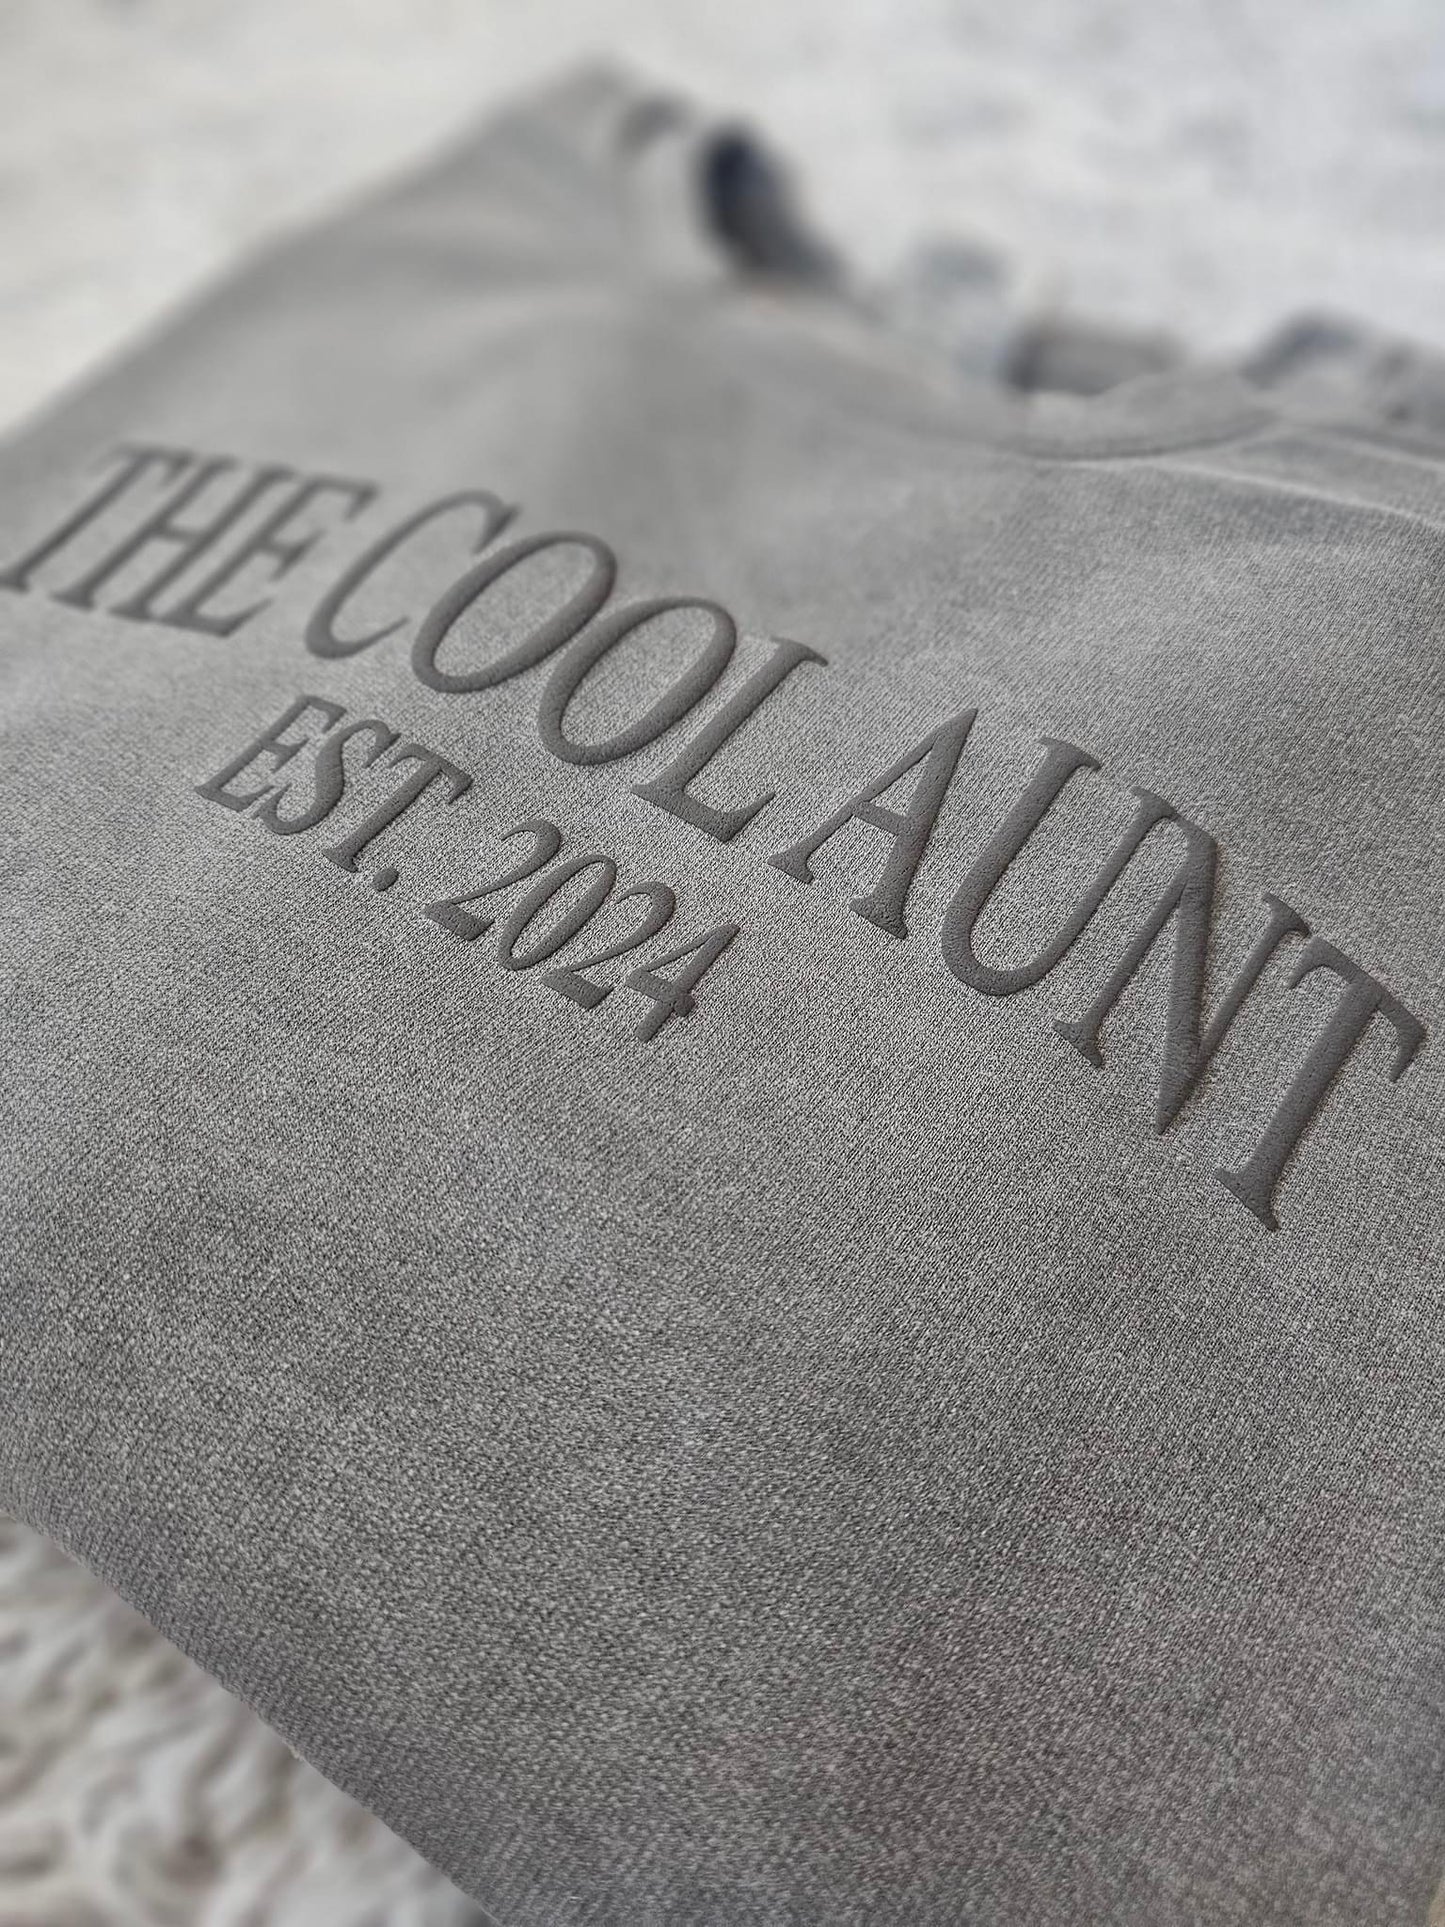 THE COOL AUNT
EST. 2024